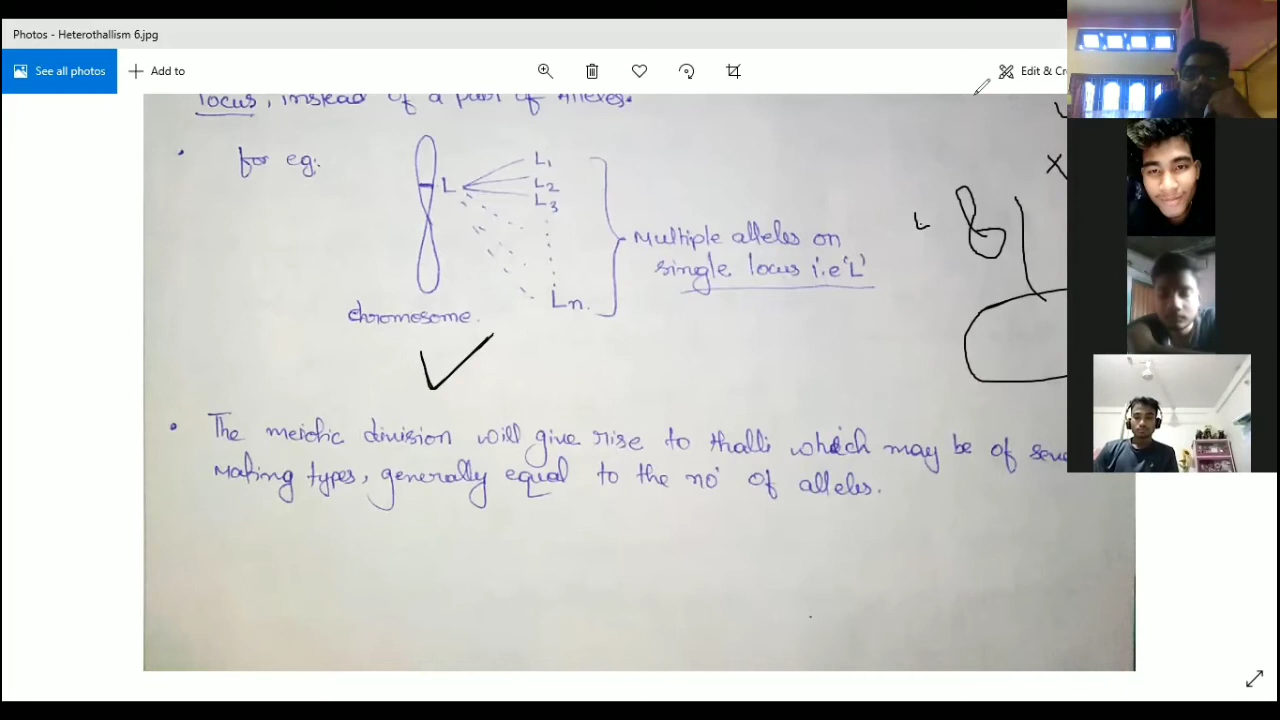 Photos - Heterothallism 6.jpg
See all photos
Add to
Edit & Cr
locus, instead of a pair of alleles.
for eg:
L
L1
L2
L3
Ln.
Multiple alleles on
single locus i.e 'L'
chromosome.
L
X
The meiotic division will give rise to thalli which may be of seve
mating types, generally equal to the no of alleles.